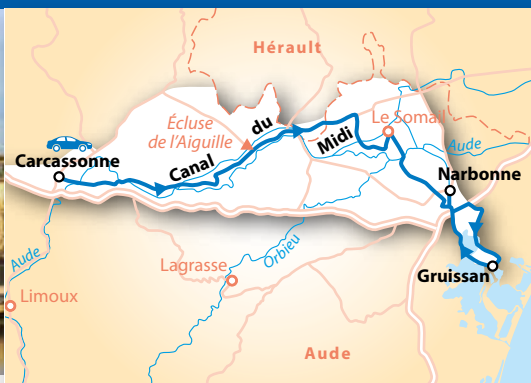 Hérault
Écluse
de l'Aiguille
Canal
du
Midi
Le Somail
Aude
Carcassonne
Narbonne
Orbieu
Aude
Lagrasse
Gruissan
Limoux
Aude